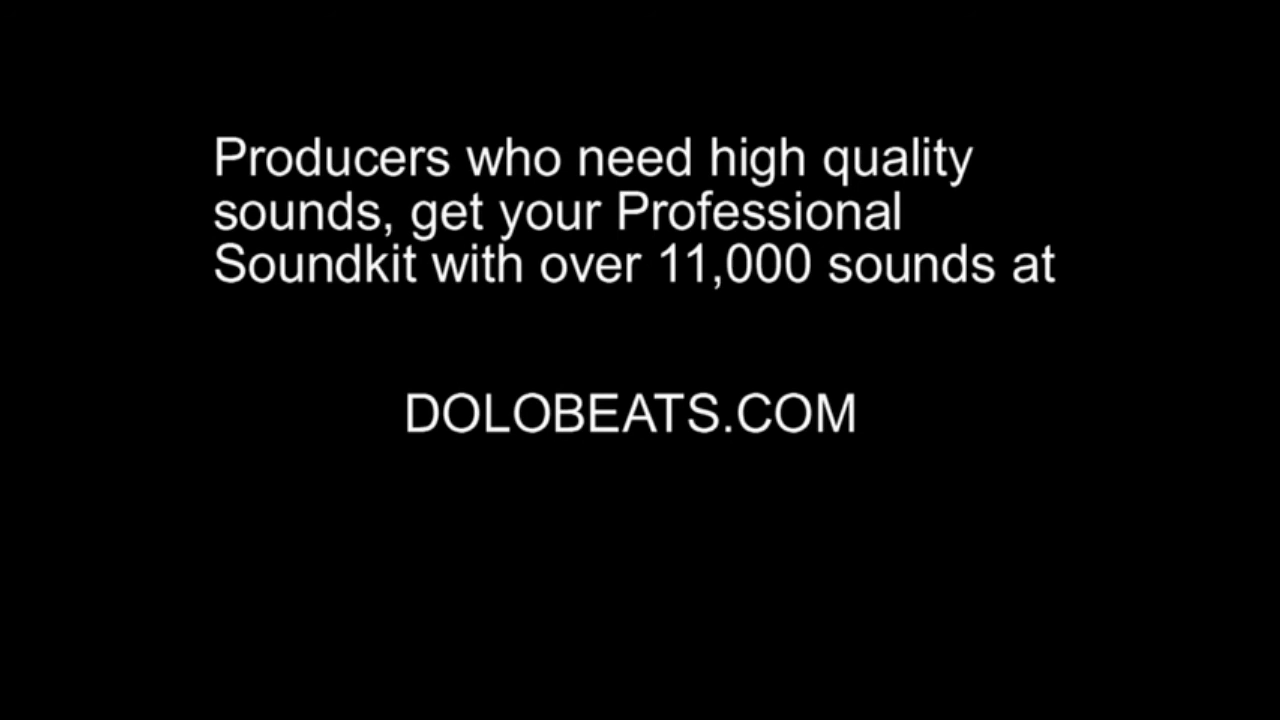 Producers who need high quality
sounds, get your Professional
Soundkit with over 11,000 sounds at
DOLOBEATS.COM